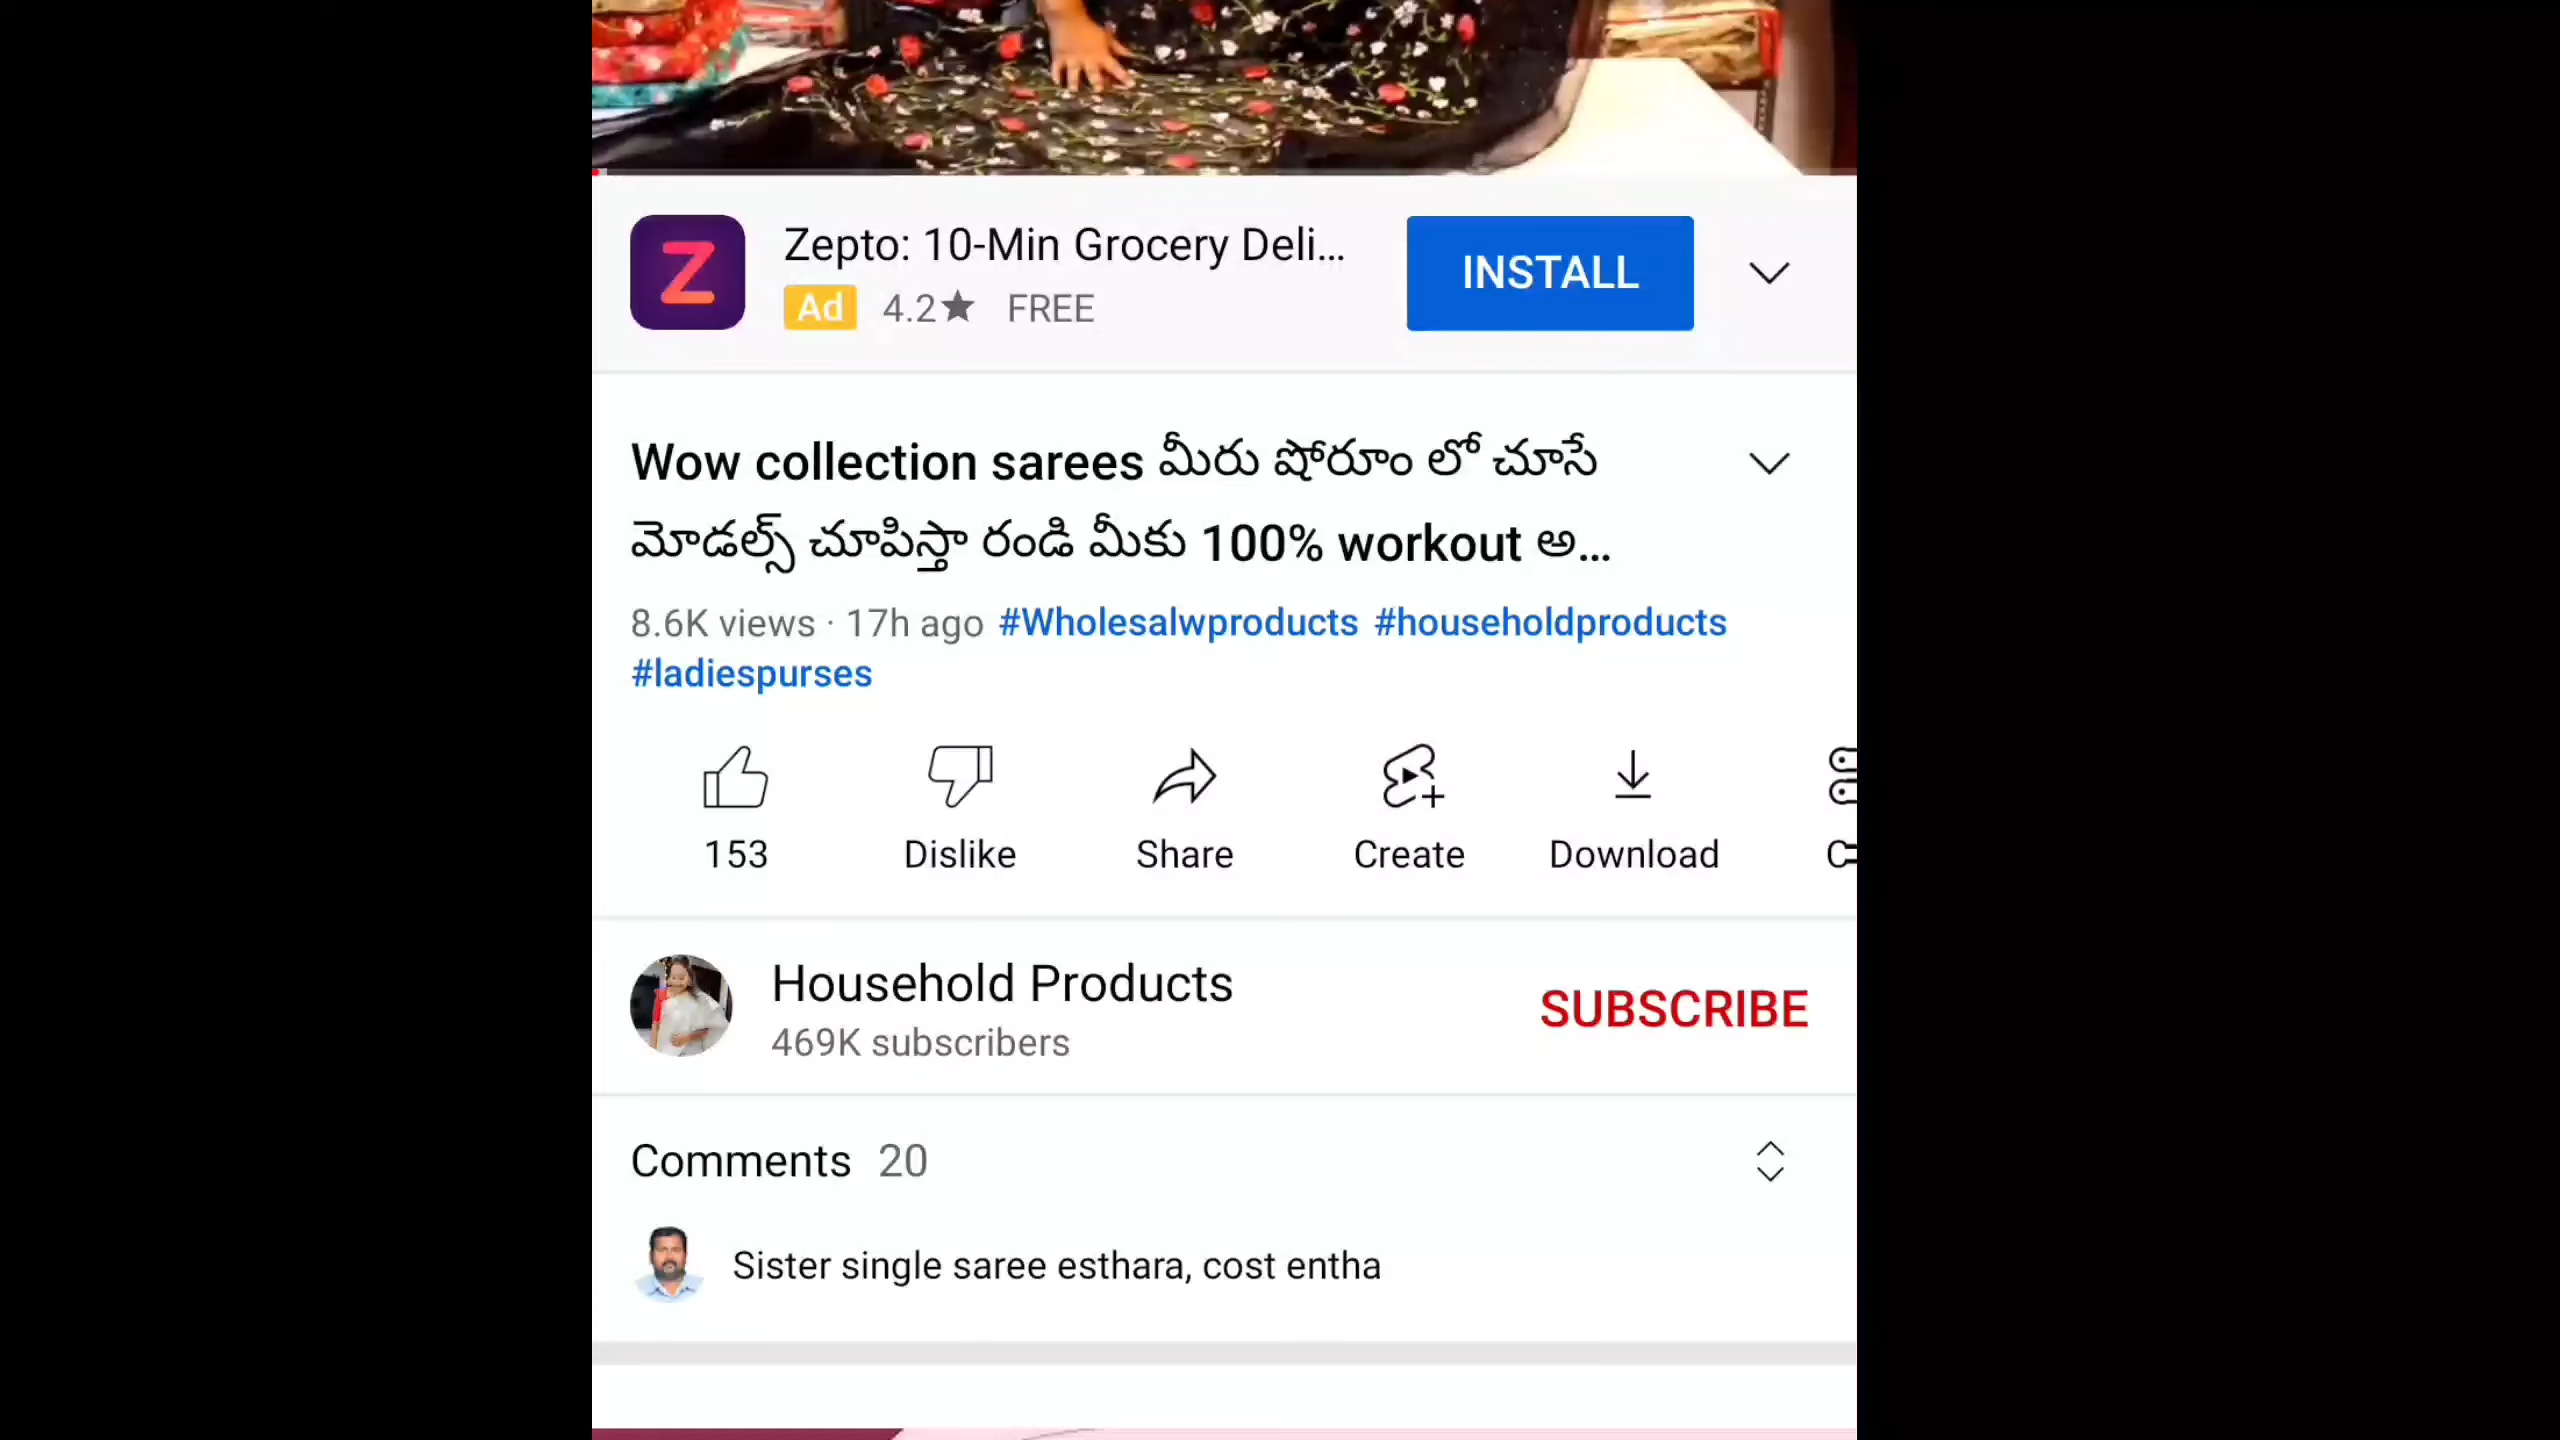 Z
Zepto: 10-Min Grocery Deli...
Ad 4.2★ FREE
INSTALL
Wow collection sarees మీరు షోరూం లో చూసే
మోడల్స్ చూపిస్తా రండి మీకు 100% workout అ...
8.6K views · 17h ago #Wholesalwproducts #householdproducts
#ladiespurses
153 Dislike Share Create Download
Household Products
469K subscribers
SUBSCRIBE
Comments 20
Sister single saree esthara, cost entha